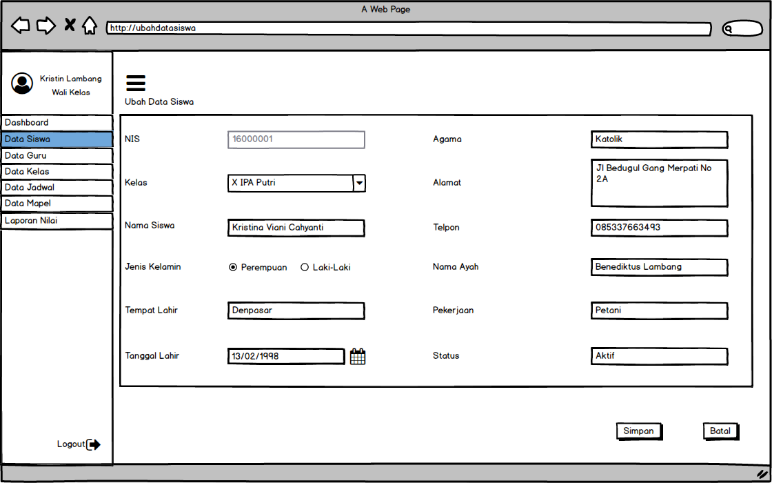 A Web Page
http://ubahdatasiswa
Kristin Lambang
Wali Kelas
Dashboard
Data Siswa
Data Guru
Data Kelas
Data Jadwal
Data Mapel
Laporan Nilai
Logout
Ubah Data Siswa
NIS
16000001
Kelas
X IPA Putri
Nama Siswa
Kristina Viani Cahyanti
Jenis Kelamin
Perempuan
Laki-Laki
Tempat Lahir
Denpasar
Tanggal Lahir
13/02/1998
Agama
Katolik
Alamat
Jl Bedugul Gang Merpati No
2A
Telpon
085337663493
Nama Ayah
Benediktus Lambang
Pekerjaan
Petani
Status
Aktif
Simpan
Batal